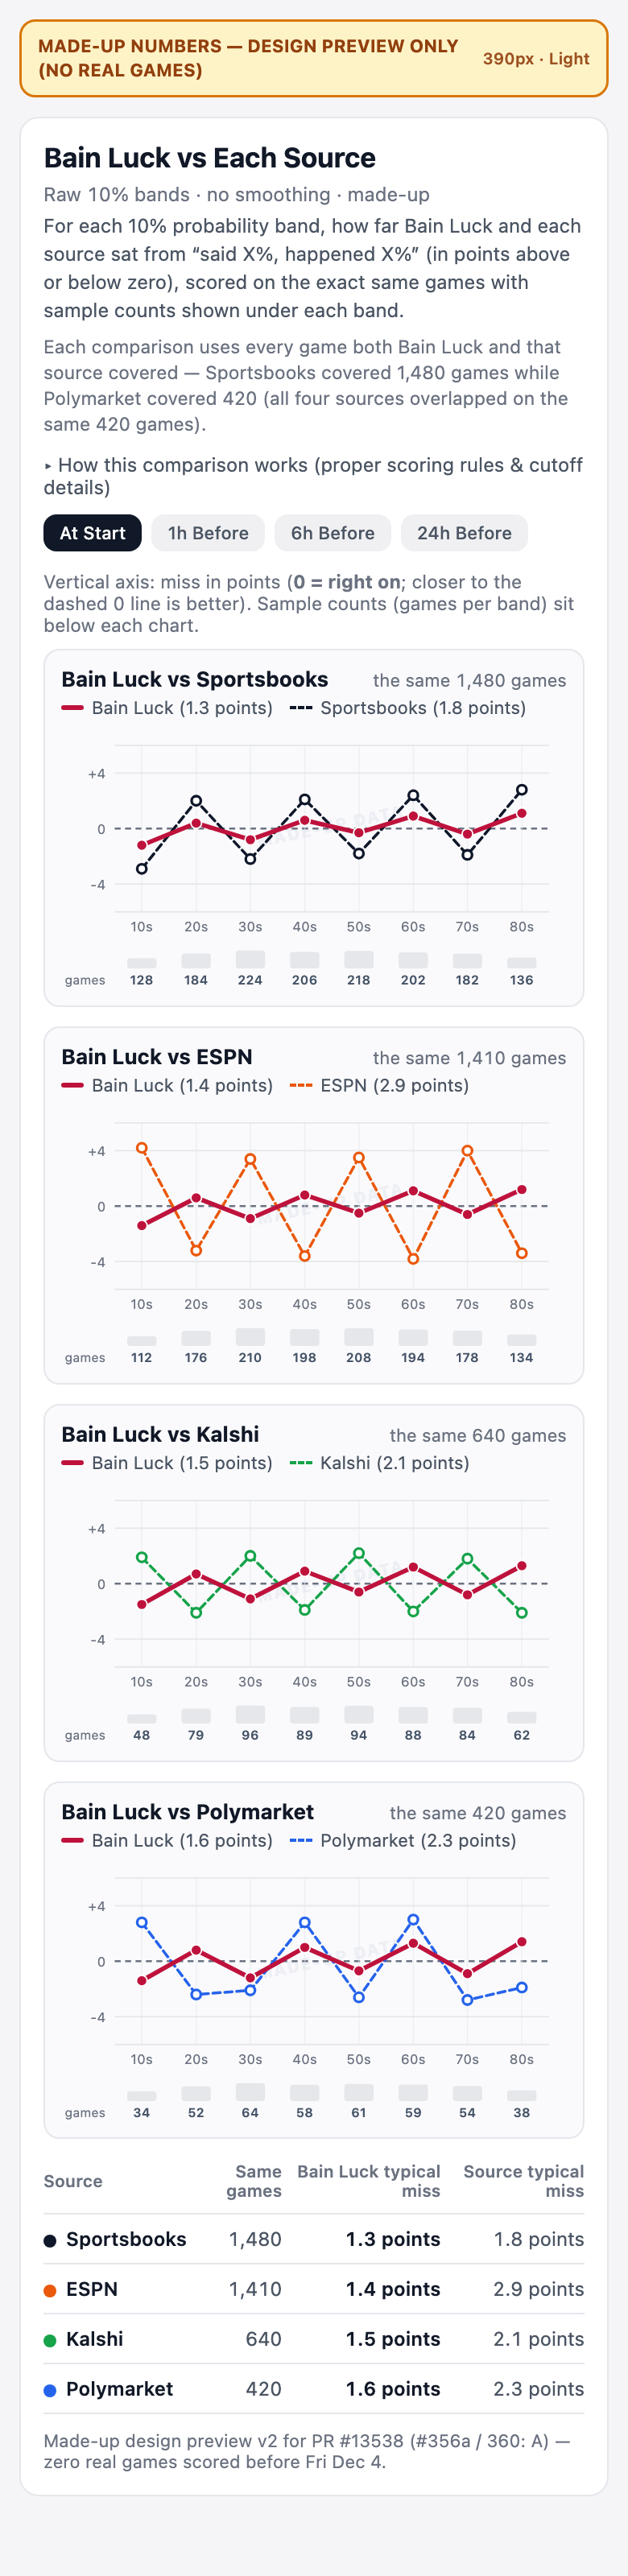 MADE-UP NUMBERS — DESIGN PREVIEW ONLY
(NO REAL GAMES)
390px · Light
Bain Luck vs Each Source
Raw 10% bands · no smoothing · made-up
For each 10% probability band, how far Bain Luck and each
source sat from “said X%, happened X%” (in points above
or below zero), scored on the exact same games with
sample counts shown under each band.
Each comparison uses every game both Bain Luck and that
source covered — Sportsbooks covered 1,480 games while
Polymarket covered 420 (all four sources overlapped on the
same 420 games).
▸ How this comparison works (proper scoring rules & cutoff
details)
At Start 1h Before 6h Before 24h Before
Vertical axis: miss in points (0 = right on; closer to the
dashed 0 line is better). Sample counts (games per band) sit
below each chart.
Bain Luck vs Sportsbooks the same 1,480 games
Bain Luck (1.3 points) Sportsbooks (1.8 points)
+4
0
-4
MADE-UP DATA
10s 20s 30s 40s 50s 60s 70s 80s
games 128 184 224 206 218 202 182 136
Bain Luck vs ESPN the same 1,410 games
Bain Luck (1.4 points) ESPN (2.9 points)
+4
0
-4
MADE-UP DATA
10s 20s 30s 40s 50s 60s 70s 80s
games 112 176 210 198 208 194 178 134
Bain Luck vs Kalshi the same 640 games
Bain Luck (1.5 points) Kalshi (2.1 points)
+4
0
-4
MADE-UP DATA
10s 20s 30s 40s 50s 60s 70s 80s
games 48 79 96 89 94 88 84 62
Bain Luck vs Polymarket the same 420 games
Bain Luck (1.6 points) Polymarket (2.3 points)
+4
0
-4
MADE-UP DATA
10s 20s 30s 40s 50s 60s 70s 80s
games 34 52 64 58 61 59 54 38
Source Same games Bain Luck typical miss Source typical miss
Sportsbooks 1,480 1.3 points 1.8 points
ESPN 1,410 1.4 points 2.9 points
Kalshi 640 1.5 points 2.1 points
Polymarket 420 1.6 points 2.3 points
Made-up design preview v2 for PR #13538 (#356a / 360: A) —
zero real games scored before Fri Dec 4.